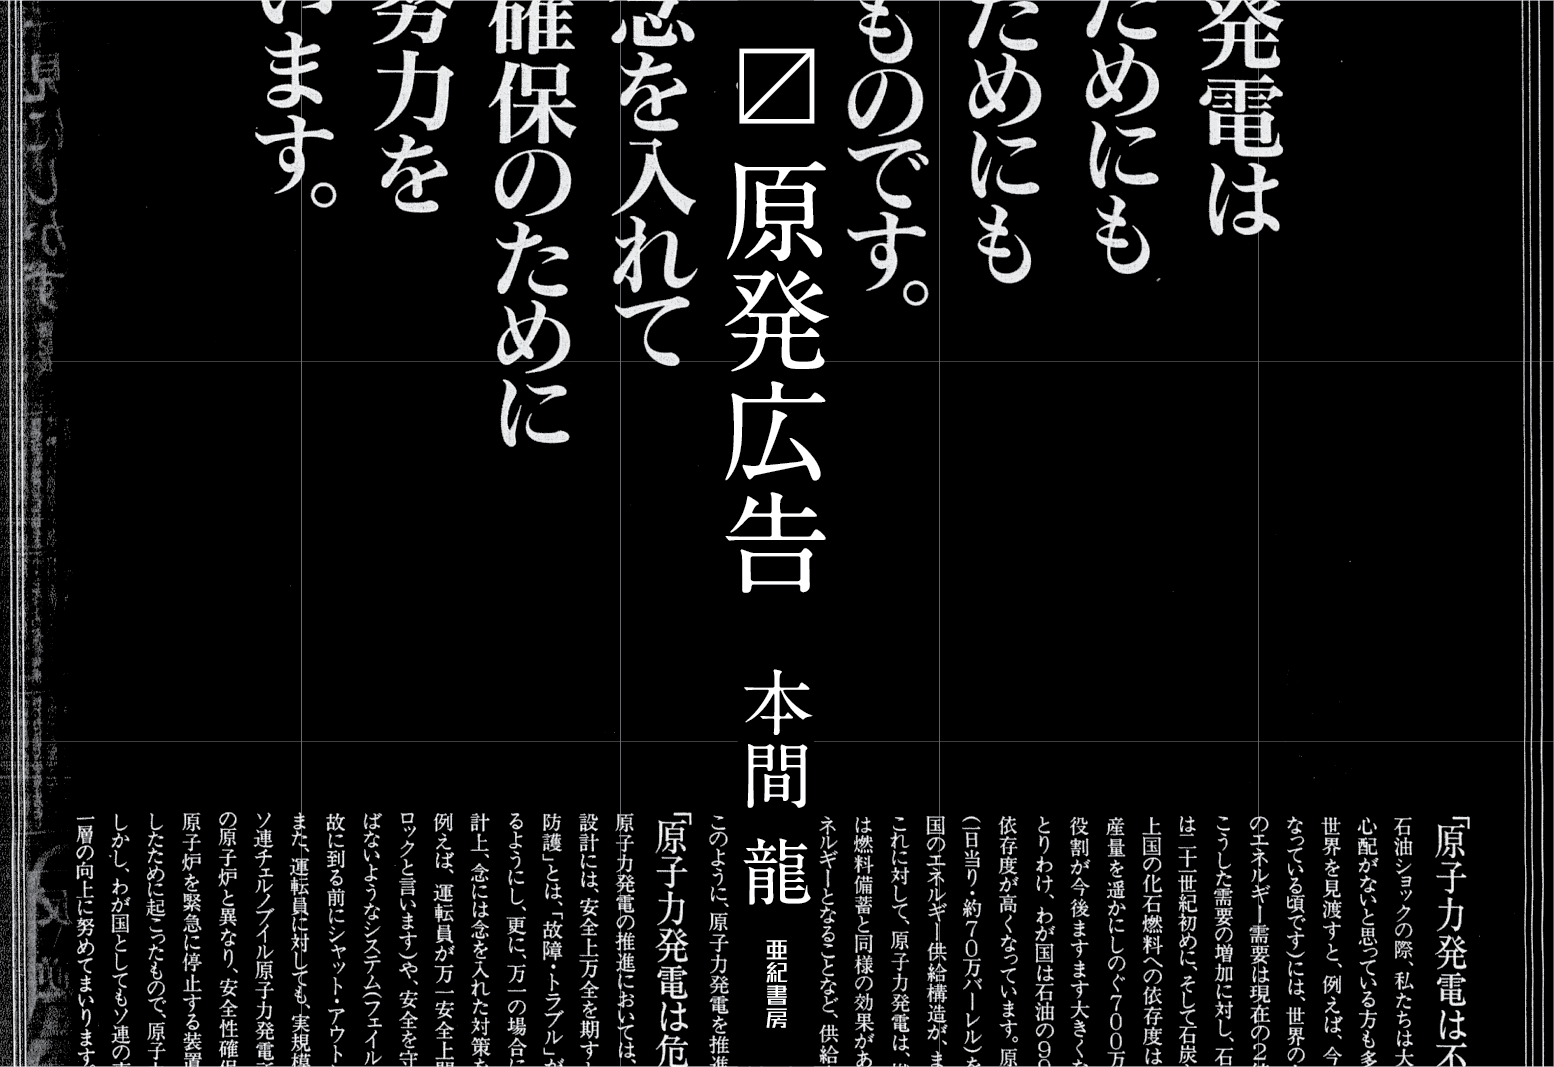 発電は
ためにも
ためにも
ものです。
念を入れて
確保のために
努力を
います。
原発広告
本間 龍
亜紀書房
「原子力発電は不
石油ショックの際、私たちは大
心配がないと思っている方も多
世界を見渡すと、例えば、今
なっている頃です)には、世界の
のエネルギー需要は現在の2
こうした需要の増加に対し、石
は二十世紀初めに、そして石炭
上国の化石燃料への依存度は
産量を遥かにしのぐ700万
役割が今後ますます大きくな
とりわけ、わが国は石油の99
(一日当り・約70万バーレル)を
依存度が高くなっています。原
国のエネルギー供給構造が、ま
これに対して、原子力発電は、
は燃料備蓄と同様の効果があ
ネルギーとなることなど、供給
このように、原子力発電を推進
「原子力発電は危
原子力発電の推進においては、
設計には、安全上万全を期す
防護」とは、「故障・トラブル」が
るようにし、更に、万一の場合に
計上、念には念を入れた対策を
例えば、運転員が万一安全上
ロックと言います)や、安全を守
ばないようなシステム(フェイル
故に到る前にシャット・アウト
また、運転員に対しても、実規模
ソ連チェルノブイル原子力発電
の原子炉と異なり、安全性確保
原子炉を緊急に停止する装置
したために起こったもので、原子
しかし、わが国としてもソ連の
一層の向上に努めてまいります